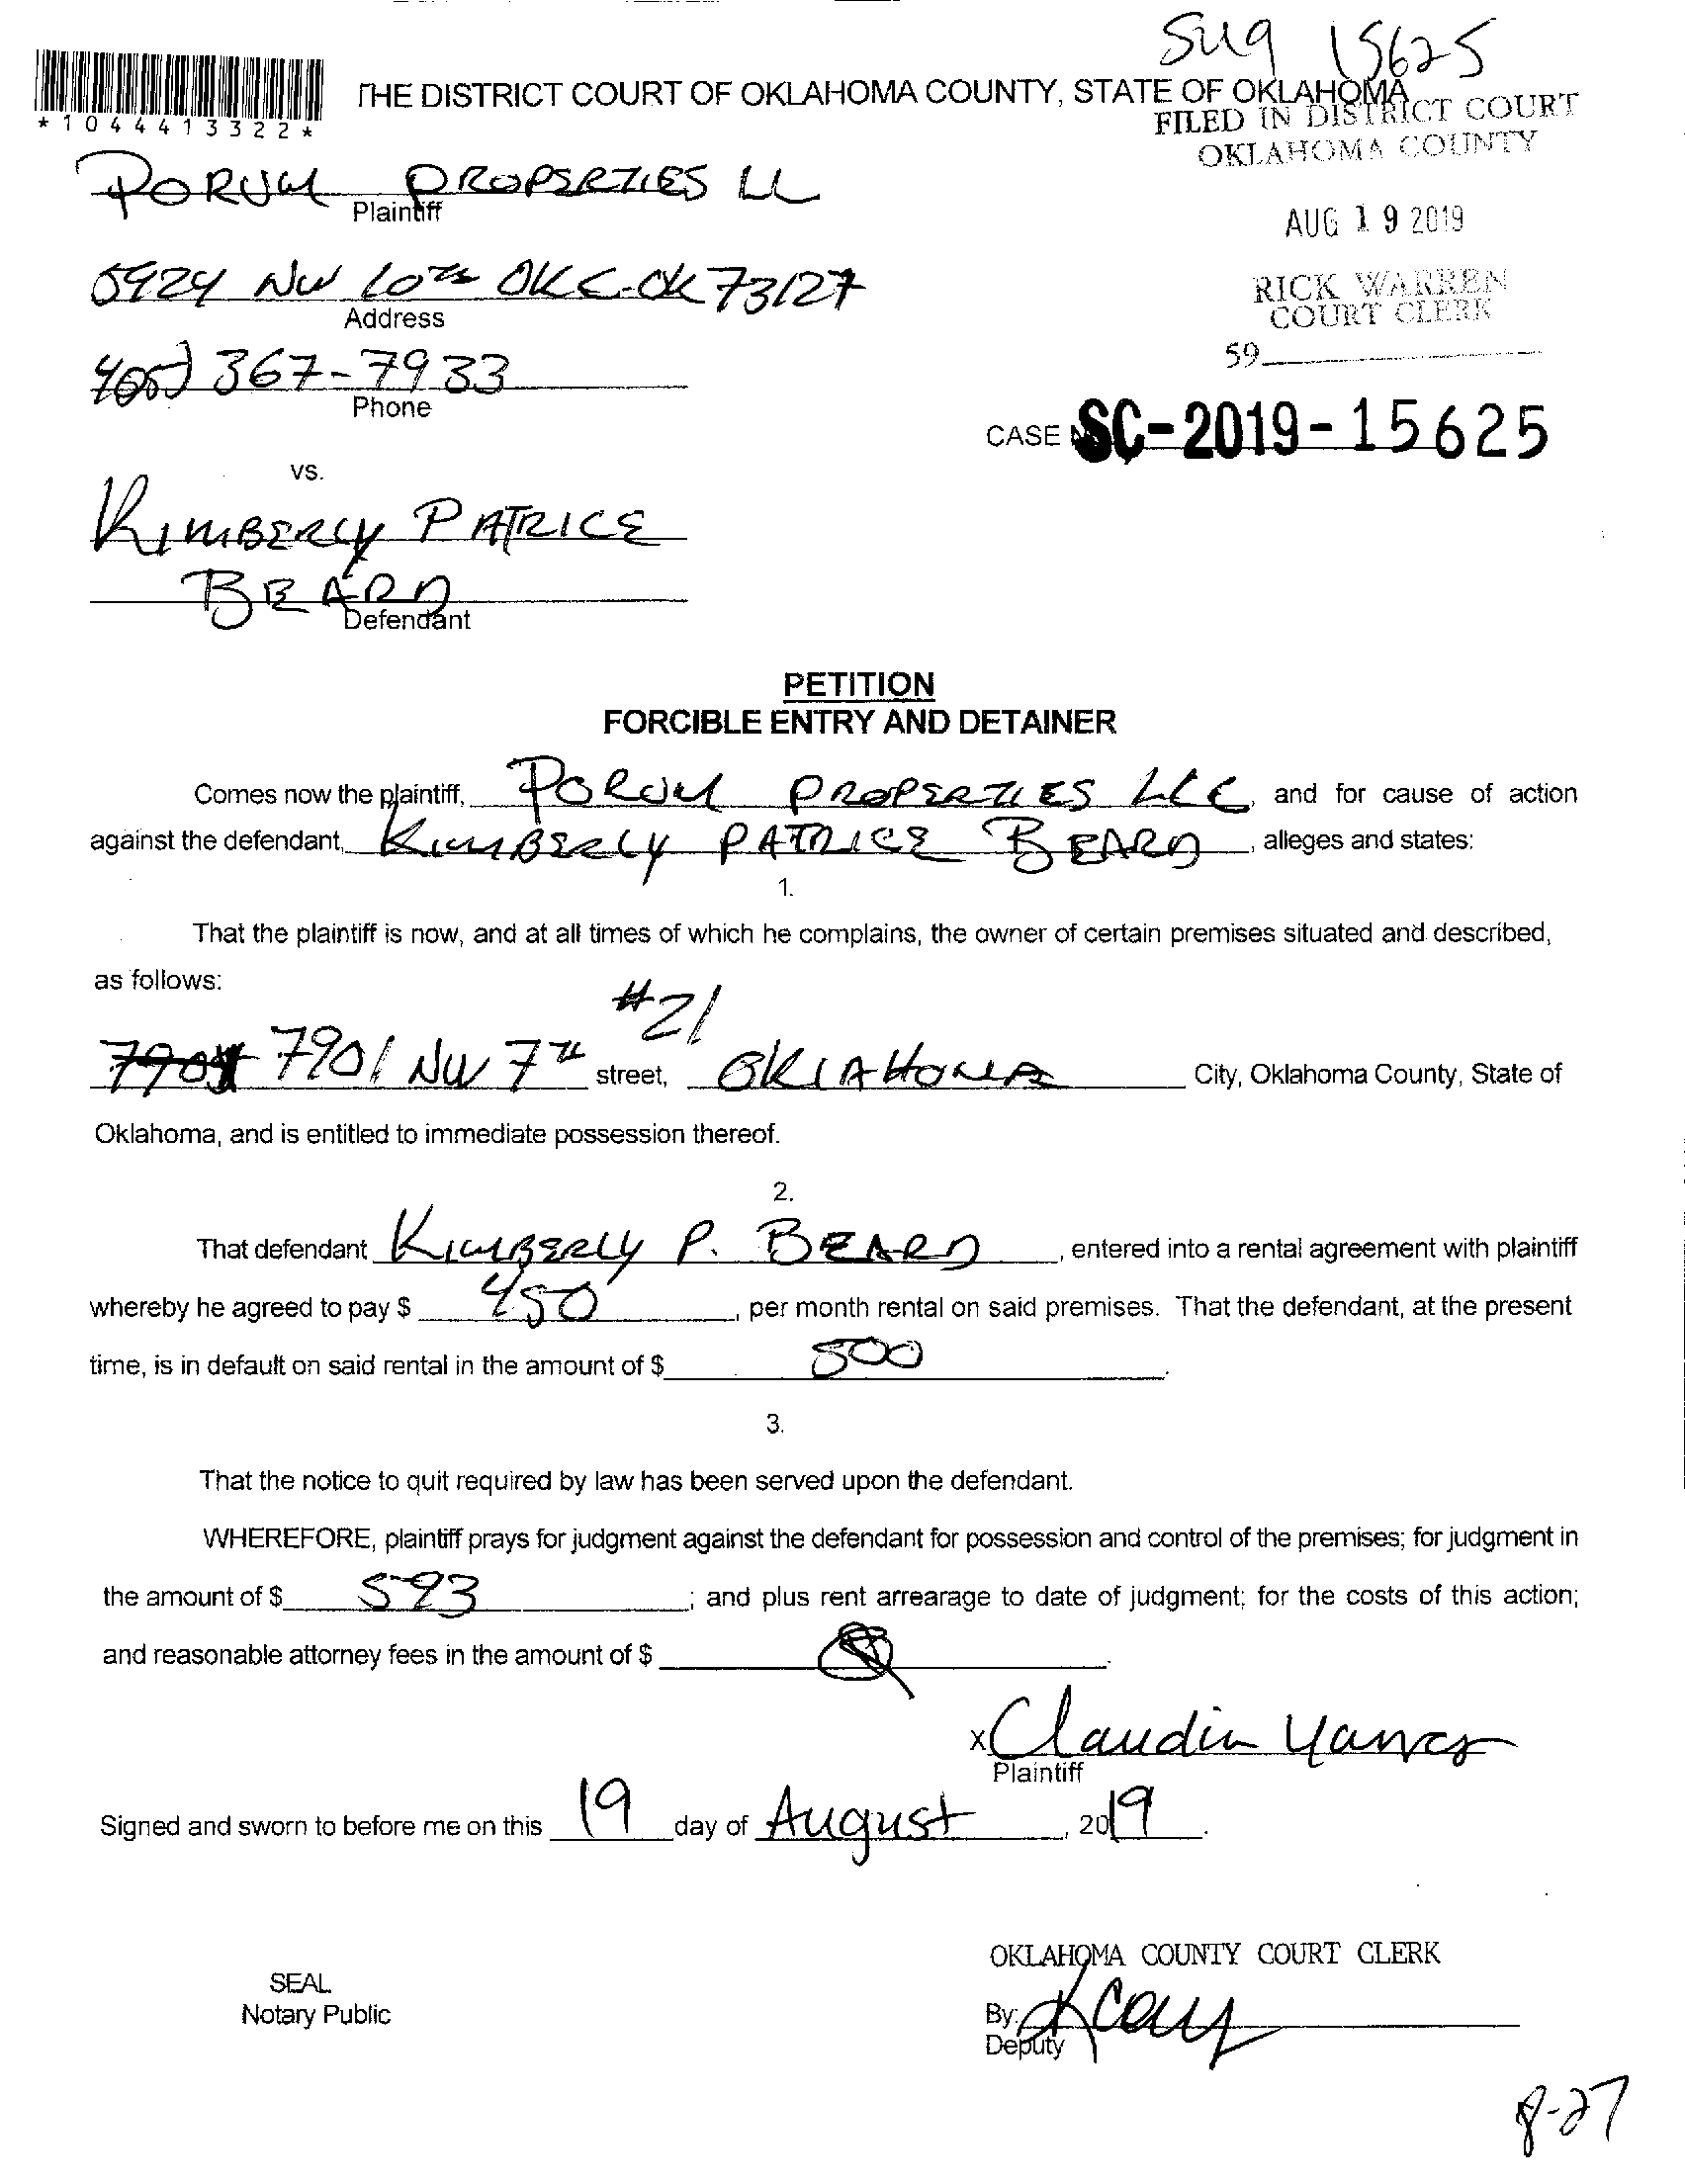 SC19 15625
THE DISTRICT COURT OF OKLAHOMA COUNTY, STATE OF OKLAHOMA
*1044413322*
FILED IN DISTRICT COURT
OKLAHOMA COUNTY
PORUM PROPERTIES LL
Plaintiff
AUG 19 2019
5924 NW 10TH OKC-OK 73127
Address
RICK WARREN
COURT CLERK
405) 367-7933
Phone
59
CASE SC-2019-15625
vs.
KIMBERLY PATRICE
BEARD
Defendant
PETITION
FORCIBLE ENTRY AND DETAINER
Comes now the plaintiff, PORUM PROPERTIES LLC and for cause of action
against the defendant, KIMBERLY PATRICE BEARD, alleges and states:
1.
That the plaintiff is now, and at all times of which he complains, the owner of certain premises situated and described,
as follows:
#21
7901 NW 7TH street, OKLAHOMA City, Oklahoma County, State of
Oklahoma, and is entitled to immediate possession thereof.
2.
That defendant KIMBERLY P. BEARD, entered into a rental agreement with plaintiff
whereby he agreed to pay $ 450, per month rental on said premises. That the defendant, at the present
time, is in default on said rental in the amount of $ 500.
3.
That the notice to quit required by law has been served upon the defendant.
WHEREFORE, plaintiff prays for judgment against the defendant for possession and control of the premises; for judgment in
the amount of $ 593; and plus rent arrearage to date of judgment; for the costs of this action;
and reasonable attorney fees in the amount of $
X Claudia
Plaintiff
Signed and sworn to before me on this 19 day of August, 2019.
OKLAHOMA COUNTY COURT CLERK
SEAL
Notary Public
By:
Deputy
8-27